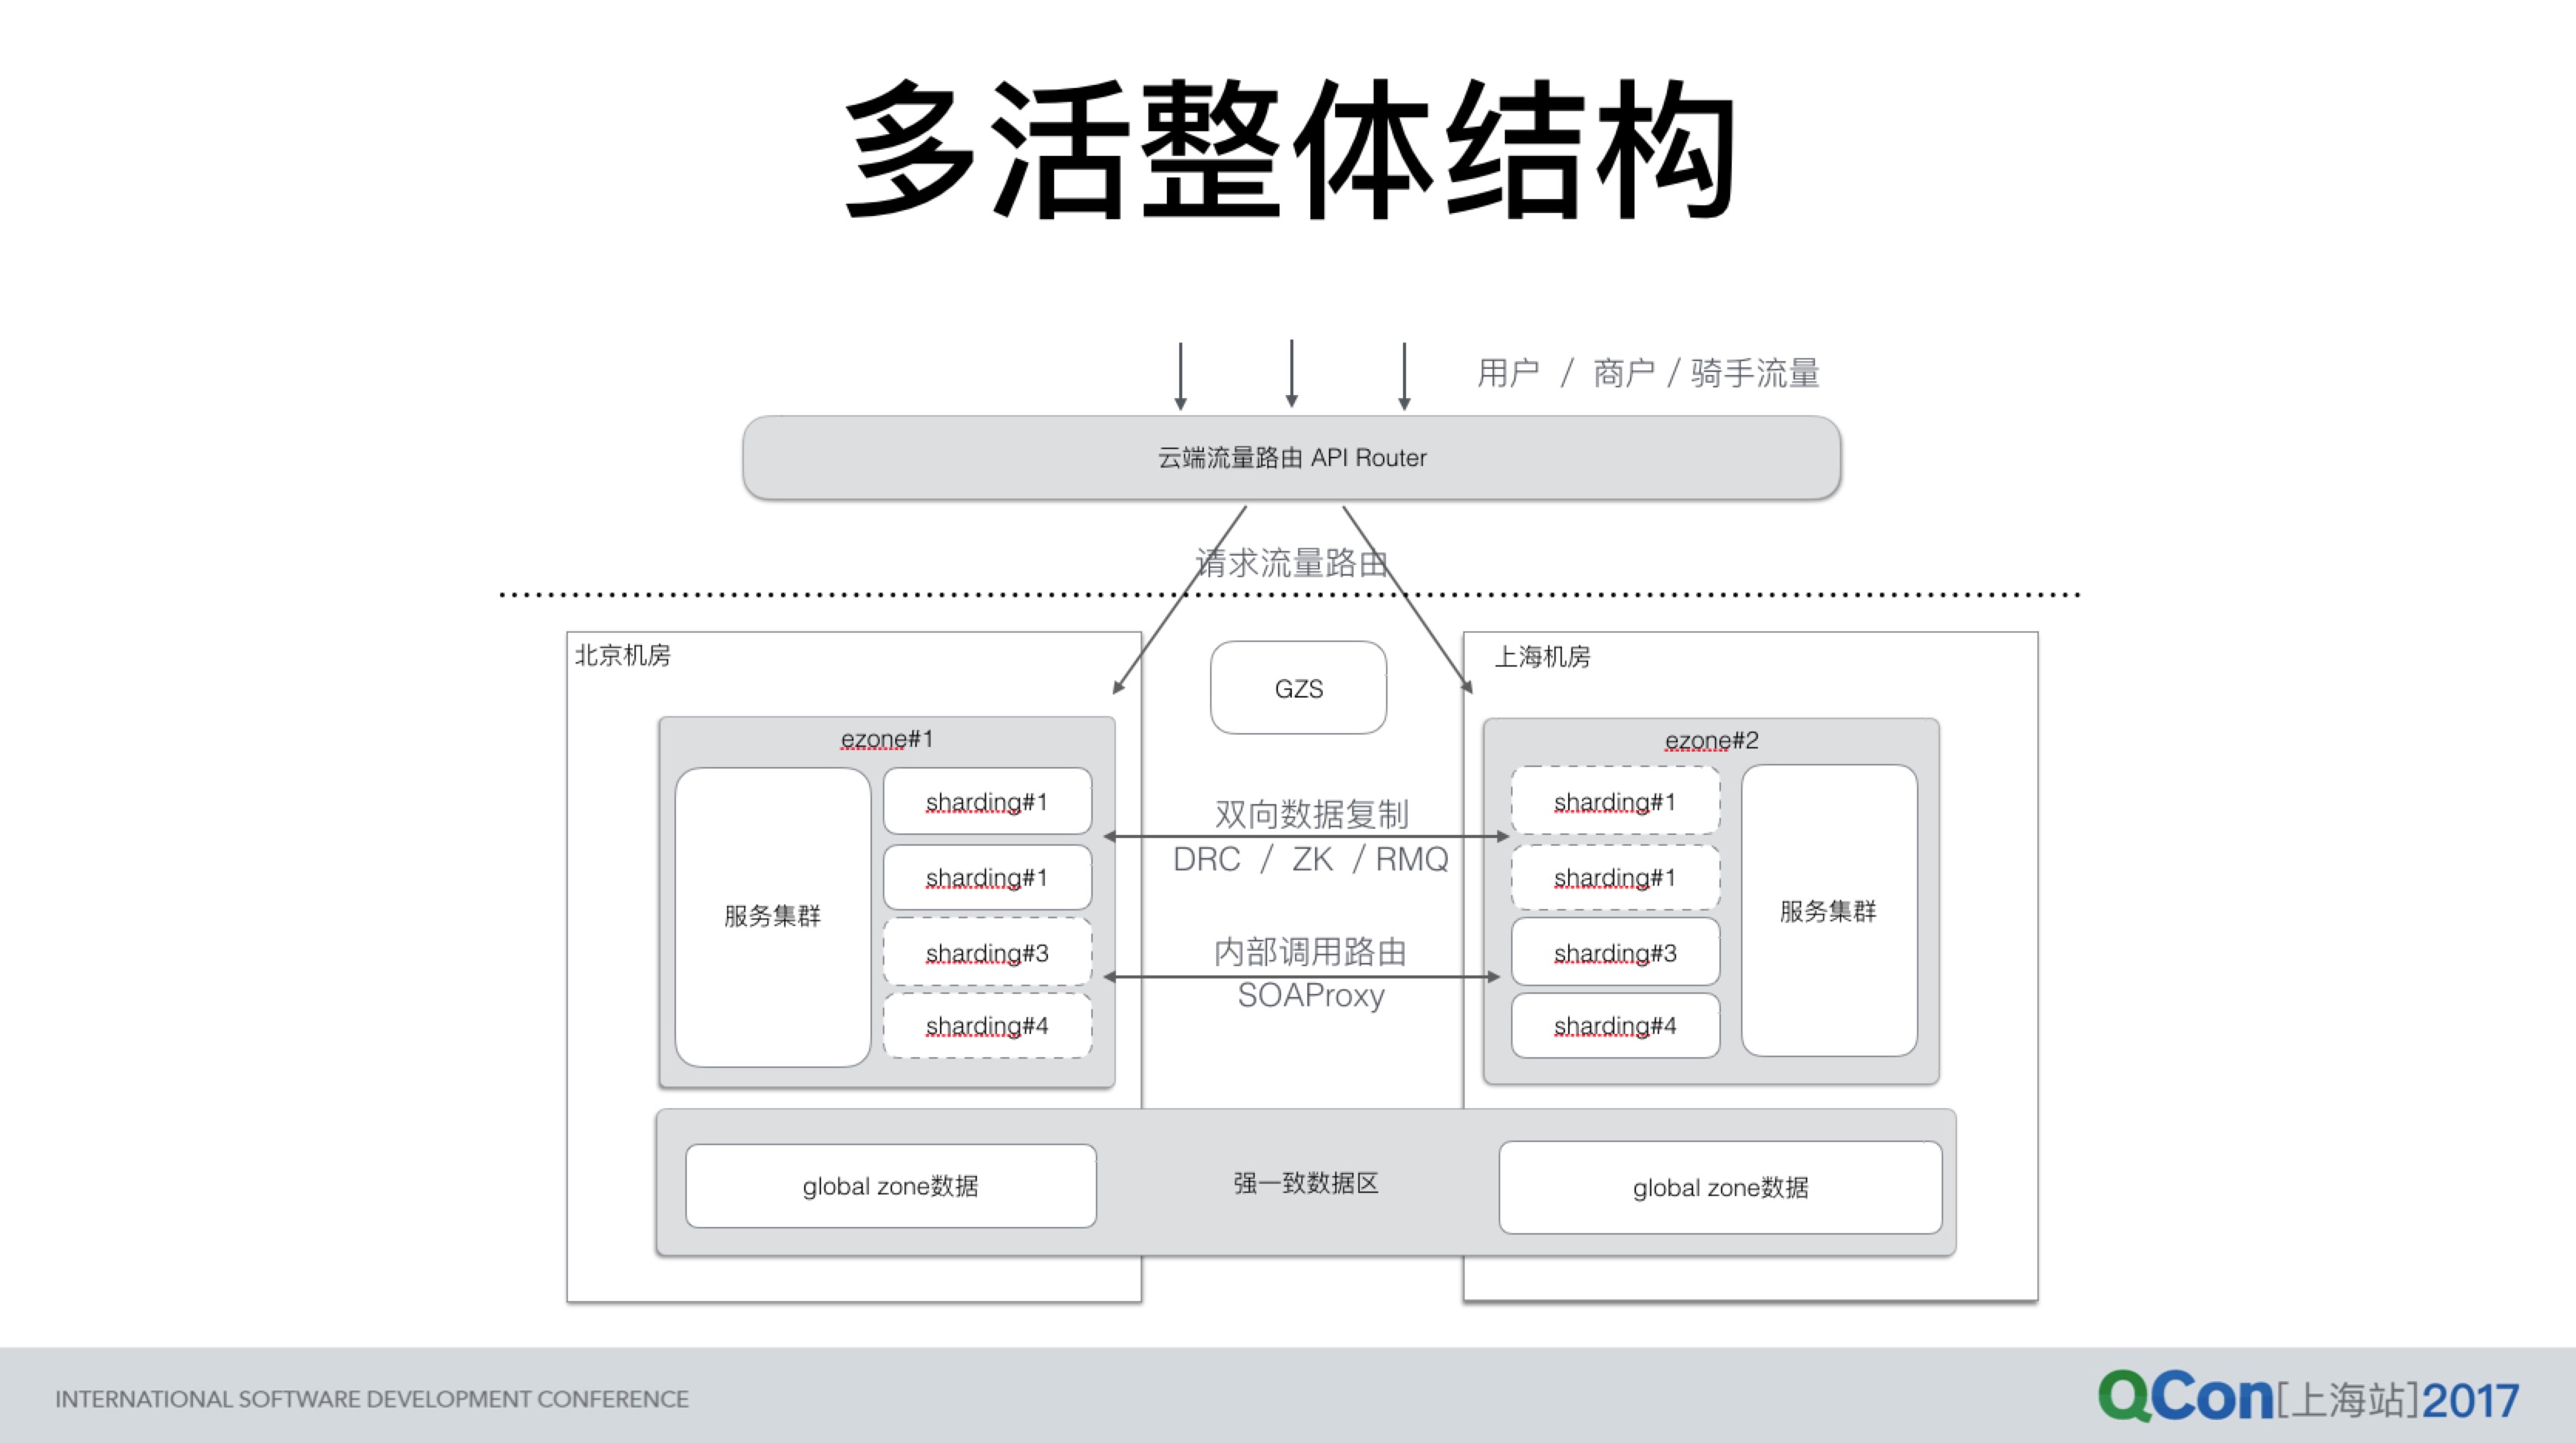 多活整体结构
用户 / 商户 / 骑手流量
云端流量路由 API Router
请求流量路由
北京机房
GZS
上海机房
ezone#1
服务集群
sharding#1
sharding#1
sharding#3
sharding#4
双向数据复制
DRC / ZK / RMQ
内部调用路由
SOAProxy
ezone#2
sharding#1
sharding#1
sharding#3
sharding#4
服务集群
global zone数据
强一致数据区
global zone数据
INTERNATIONAL SOFTWARE DEVELOPMENT CONFERENCE
QCon[上海站]2017